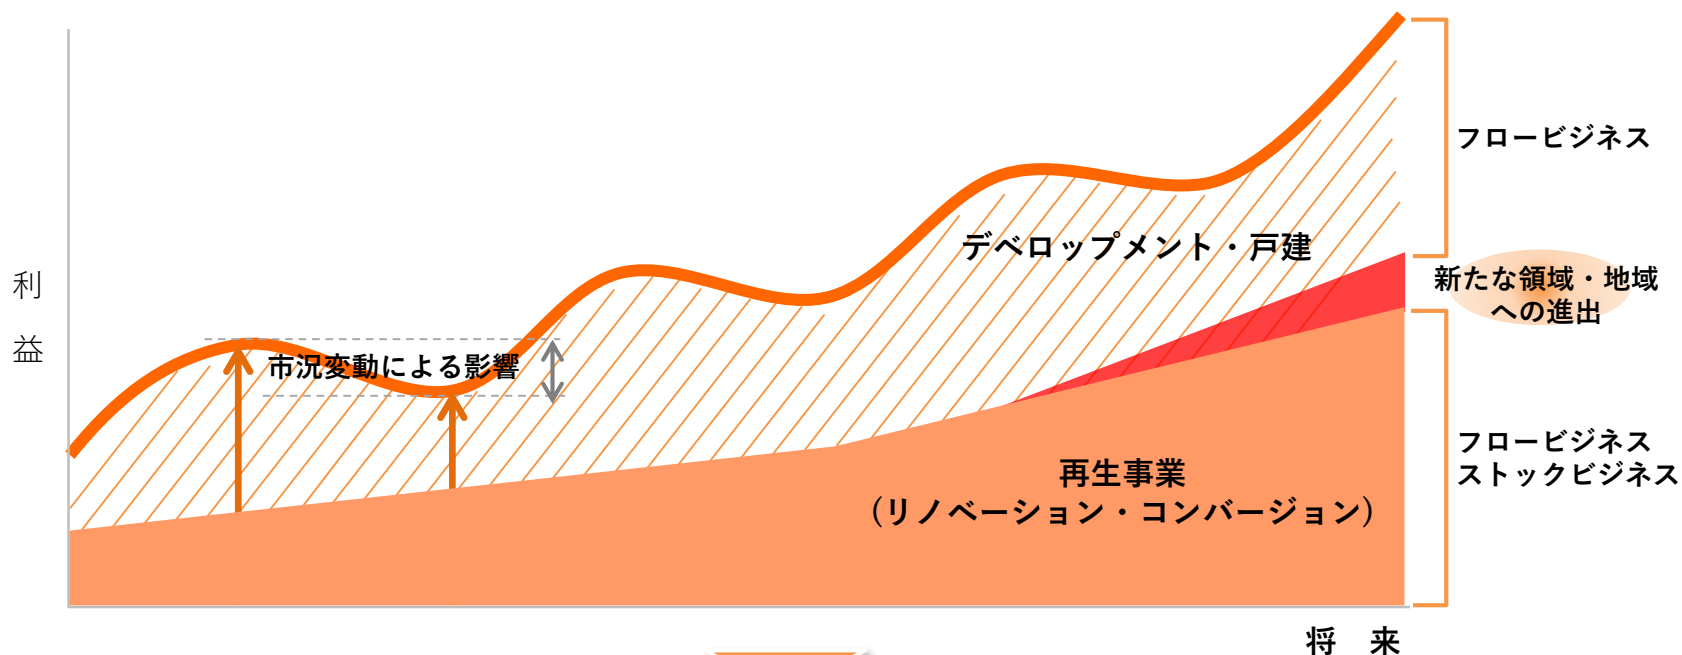 利
益
市況変動による影響
デベロップメント・戸建
再生事業
(リノベーション・コンバージョン)
フロービジネス
新たな領域・地域
への進出
フロービジネス
ストックビジネス
将 来